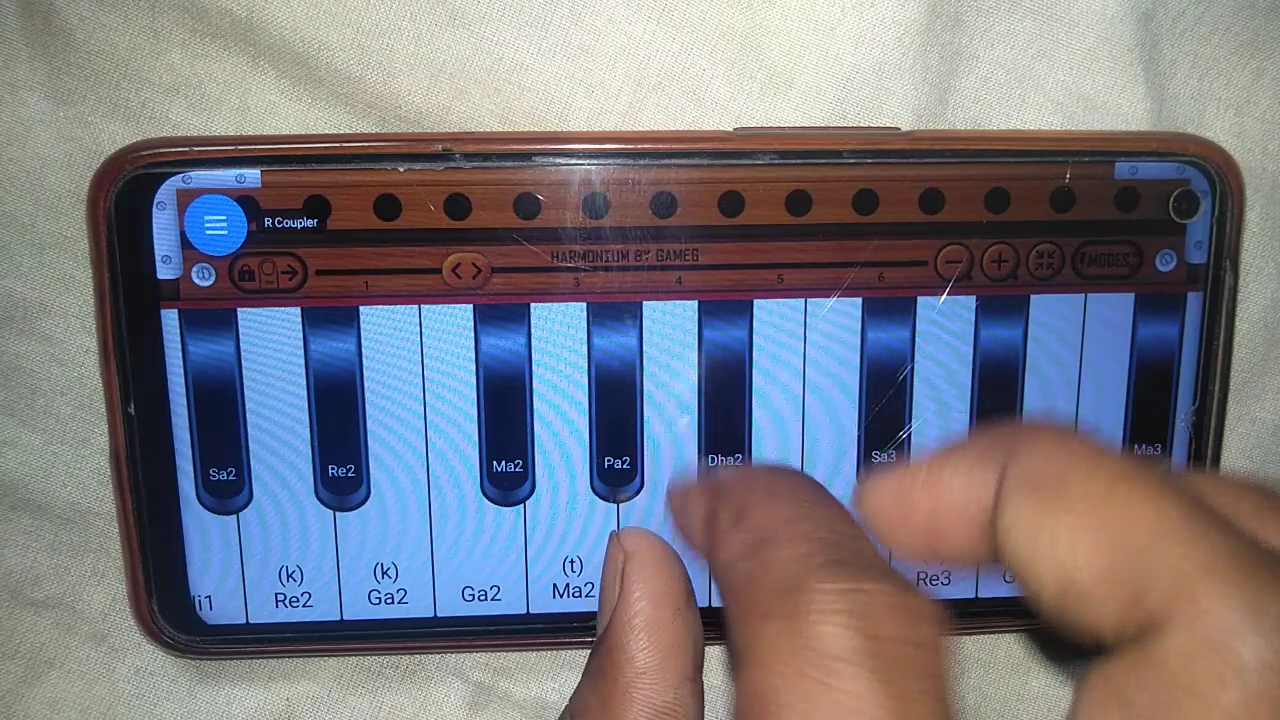 R Coupler
HARMONIUM BY GAMEG
MODES
1
3
4
5
6
Sa2
Re2
Ma2
Pa2
Dha2
Sa3
Ma3
(k)
(k)
(t)
Re2
Ga2
Ga2
Ma2
Re3